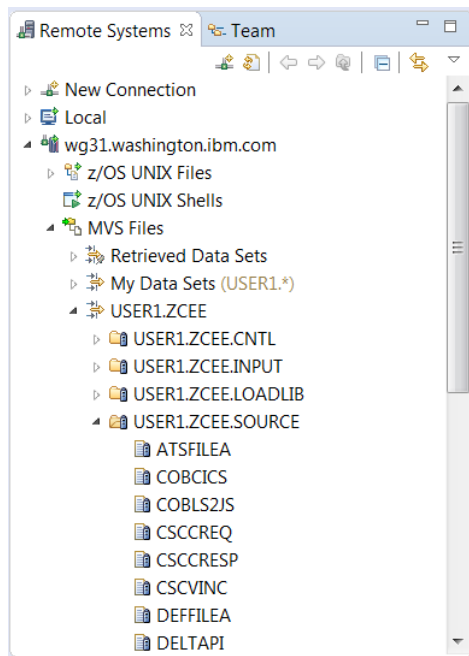 Remote Systems Team
New Connection
Local
wg31.washington.ibm.com
z/OS UNIX Files
z/OS UNIX Shells
MVS Files
Retrieved Data Sets
My Data Sets (USER1.*)
USER1.ZCEE
USER1.ZCEE.CNTL
USER1.ZCEE.INPUT
USER1.ZCEE.LOADLIB
USER1.ZCEE.SOURCE
ATSFILEA
COBCICS
COBLS2JS
CSCCREQ
CSCCRESP
CSCVINC
DEFFILEA
DELTAPI